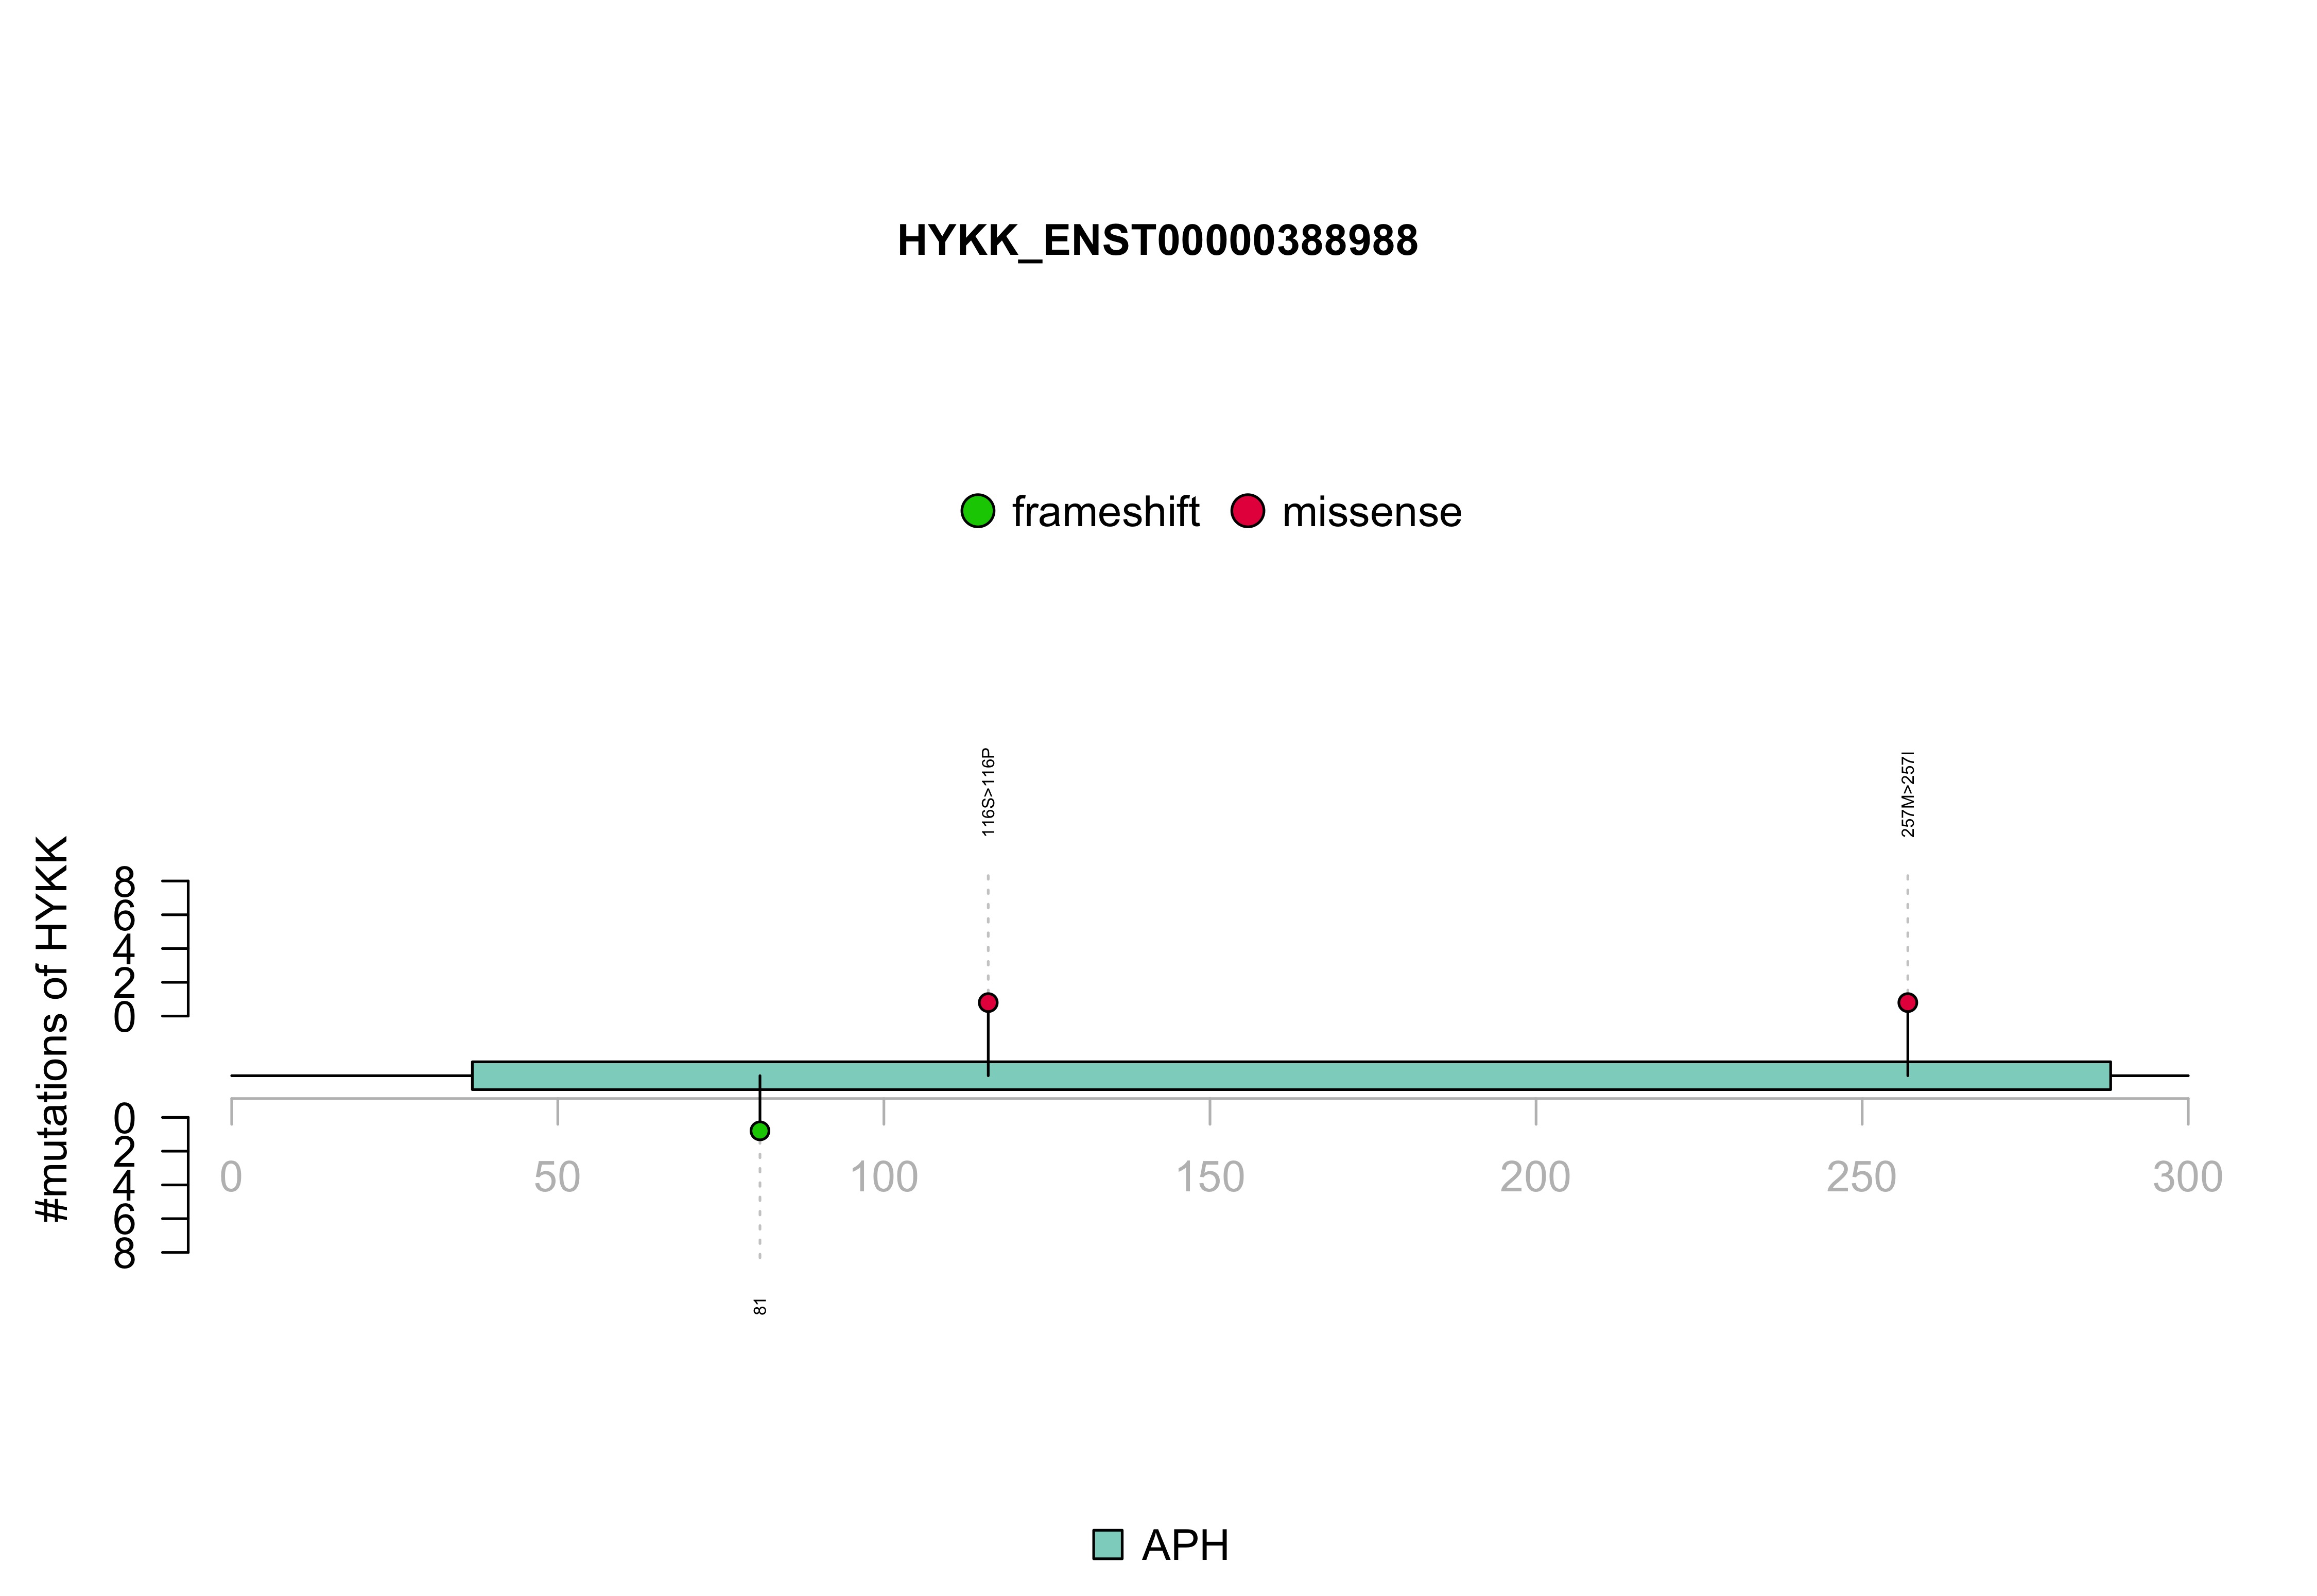 HYKK_ENST00000388988
frameshift missense
116S>116P
257M>257I
#mutations of HYKK
8
6
4
2
0
0
2
4
6
8
0 50 100 150 200 250 300
81
APH